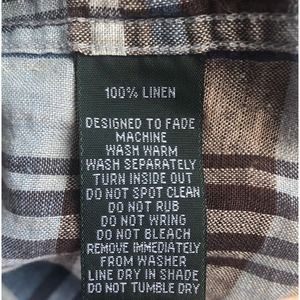 100% LINEN
DESIGNED TO FADE
MACHINE
WASH WARM
WASH SEPARATELY
TURN INSIDE OUT
DO NOT SPOT CLEAN
DO NOT RUB
DO NOT WRING
DO NOT BLEACH
REMOVE IMMEDIATELY
FROM WASHER
LINE DRY IN SHADE
DO NOT TUMBLE DRY